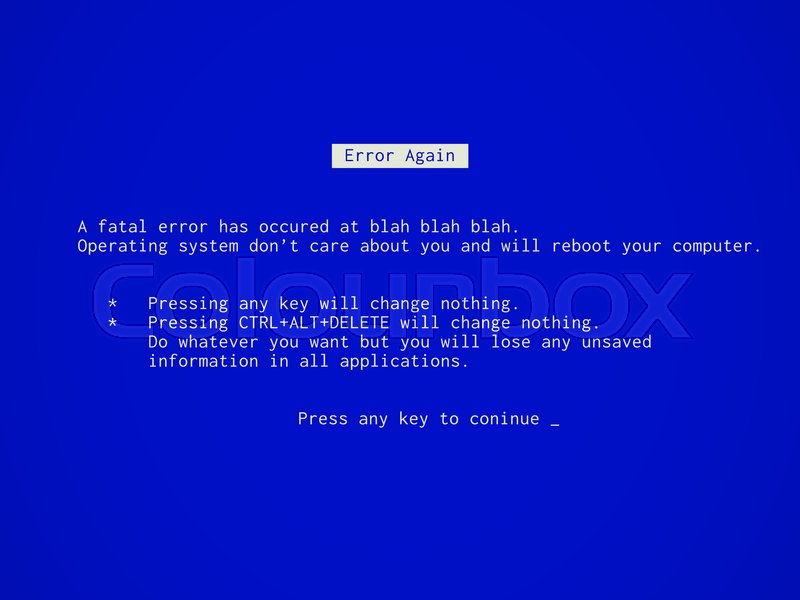 Error Again
A fatal error has occured at blah blah blah.
Operating system don't care about you and will reboot your computer.
Colourbox
* Pressing any key will change nothing.
* Pressing CTRL+ALT+DELETE will change nothing.
Do whatever you want but you will lose any unsaved
information in all applications.
Press any key to coninue _